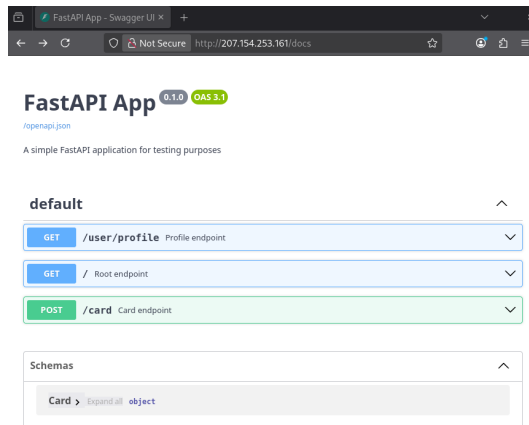 FastAPI App - Swagger UI
Not Secure http://207.154.253.161/docs
FastAPI App 0.1.0 OAS 3.1
/openapi.json
A simple FastAPI application for testing purposes
default
GET /user/profile Profile endpoint
GET / Root endpoint
POST /card Card endpoint
Schemas
Card Expand all object